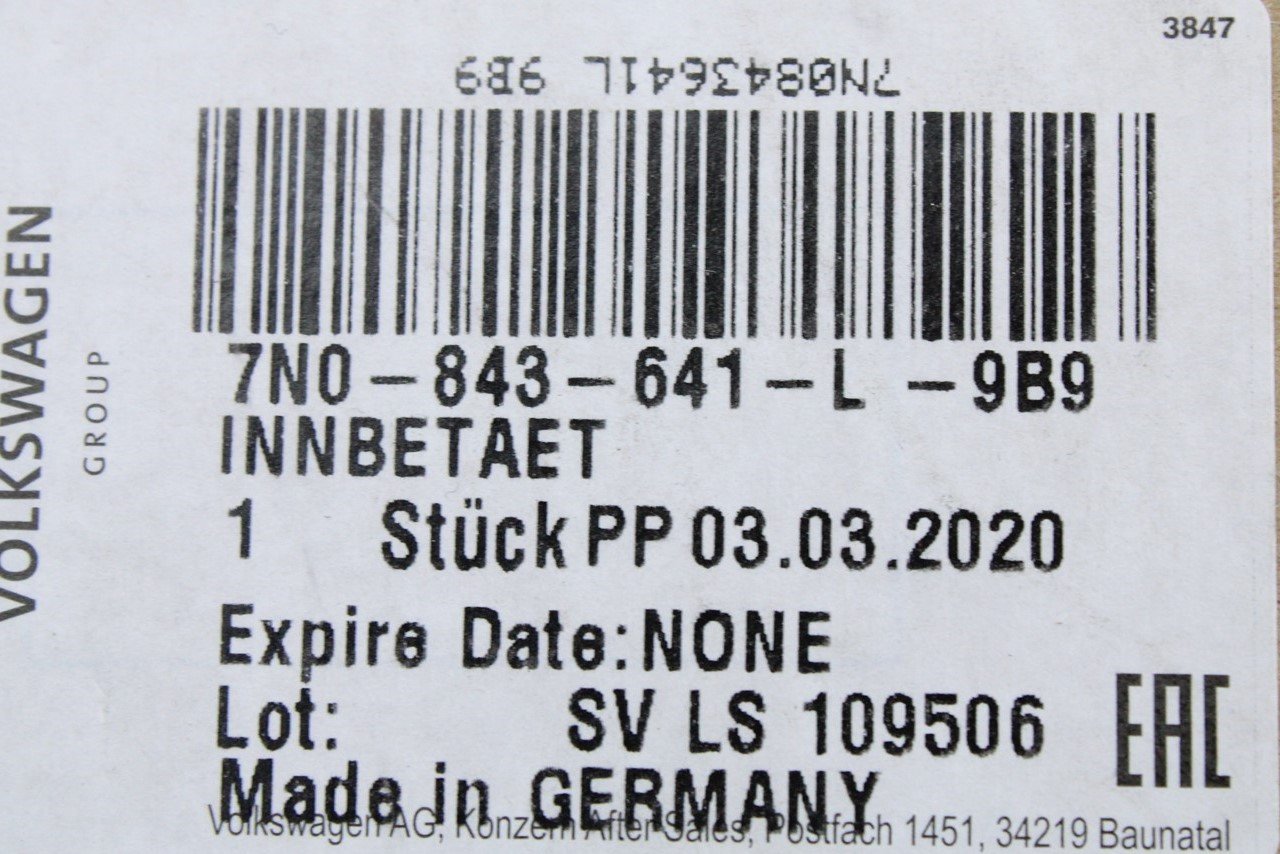 3847
7N0843641L 9B9
VOLKSWAGEN
GROUP
7N0-843-641-L -9B9
INNBETAET
1 Stück PP 03.03.2020
Expire Date:NONE
Lot: SV LS 109506
EAC
Made in GERMANY
Volkswagen AG, Konzern After Sales, Postfach 1451, 34219 Baunatal